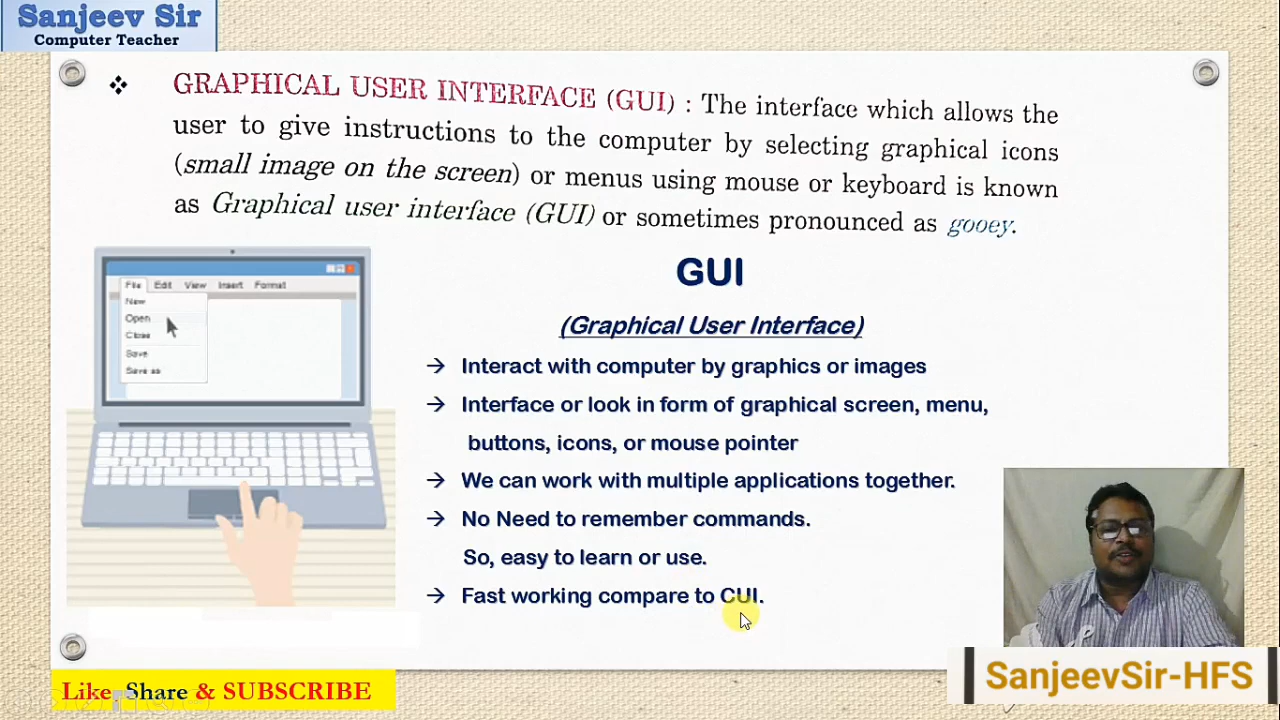 Sanjeev Sir
Computer Teacher
❖ GRAPHICAL USER INTERFACE (GUI) : The interface which allows the
user to give instructions to the computer by selecting graphical icons
(small image on the screen) or menus using mouse or keyboard is known
as Graphical user interface (GUI) or sometimes pronounced as gooey.
File Edit View Insert Format
New
Open
Close
Save
Save as
GUI
(Graphical User Interface)
→ Interact with computer by graphics or images
→ Interface or look in form of graphical screen, menu,
buttons, icons, or mouse pointer
→ We can work with multiple applications together.
→ No Need to remember commands.
So, easy to learn or use.
→ Fast working compare to CUI.
Like, Share & SUBSCRIBE
SanjeevSir-HFS